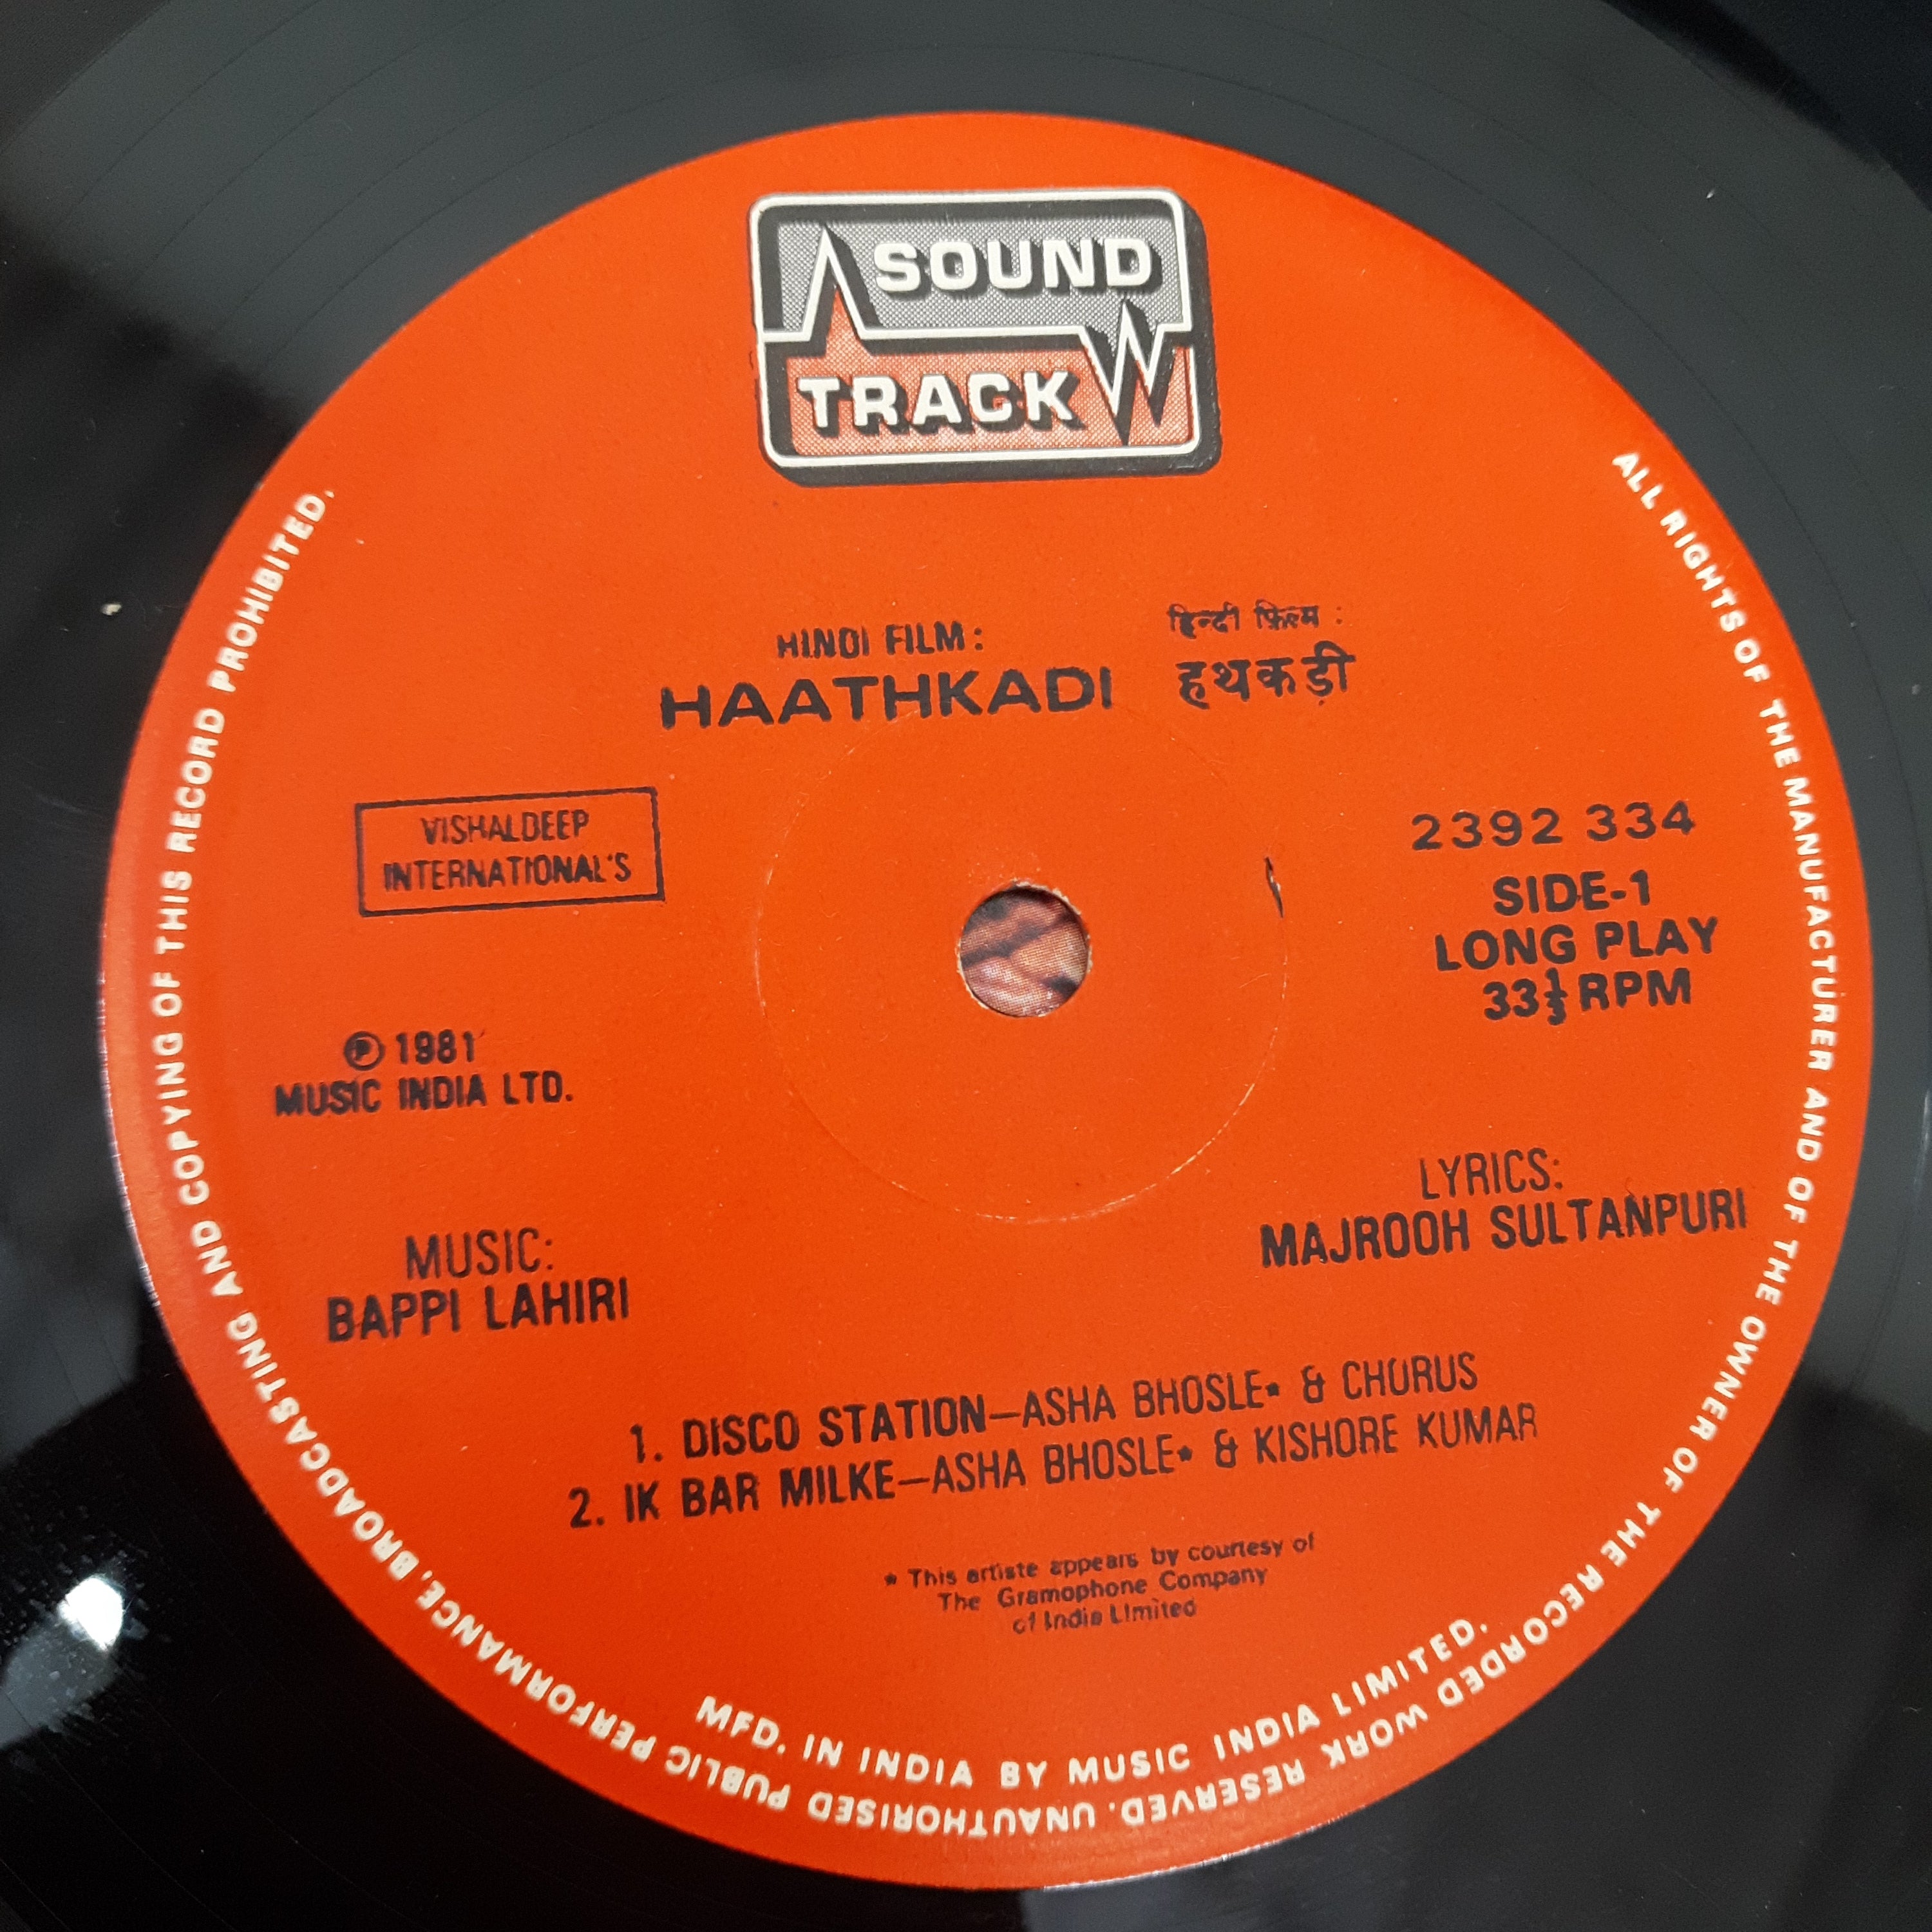 SOUND
TRACK
HINDI FILM:
HAATHKADI
हिन्दी फ़िल्म :
हथकड़ी
VISHALDEEP
INTERNATIONAL'S
2392 334
SIDE-1
LONG PLAY
33⅓ RPM
Ⓟ 1981
MUSIC INDIA LTD.
MUSIC:
BAPPI LAHIRI
LYRICS:
MAJROOH SULTANPURI
1. DISCO STATION—ASHA BHOSLE* & CHORUS
2. IK BAR MILKE—ASHA BHOSLE* & KISHORE KUMAR
* This artiste appears by courtesy of
The Gramophone Company
of India Limited
MFD. IN INDIA BY MUSIC INDIA LIMITED.
ALL RIGHTS OF THE MANUFACTURER AND OF THE OWNER OF THE RECORDED WORK RESERVED. UNAUTHORISED PUBLIC PERFORMANCE, BROADCASTING AND COPYING OF THIS RECORD PROHIBITED.